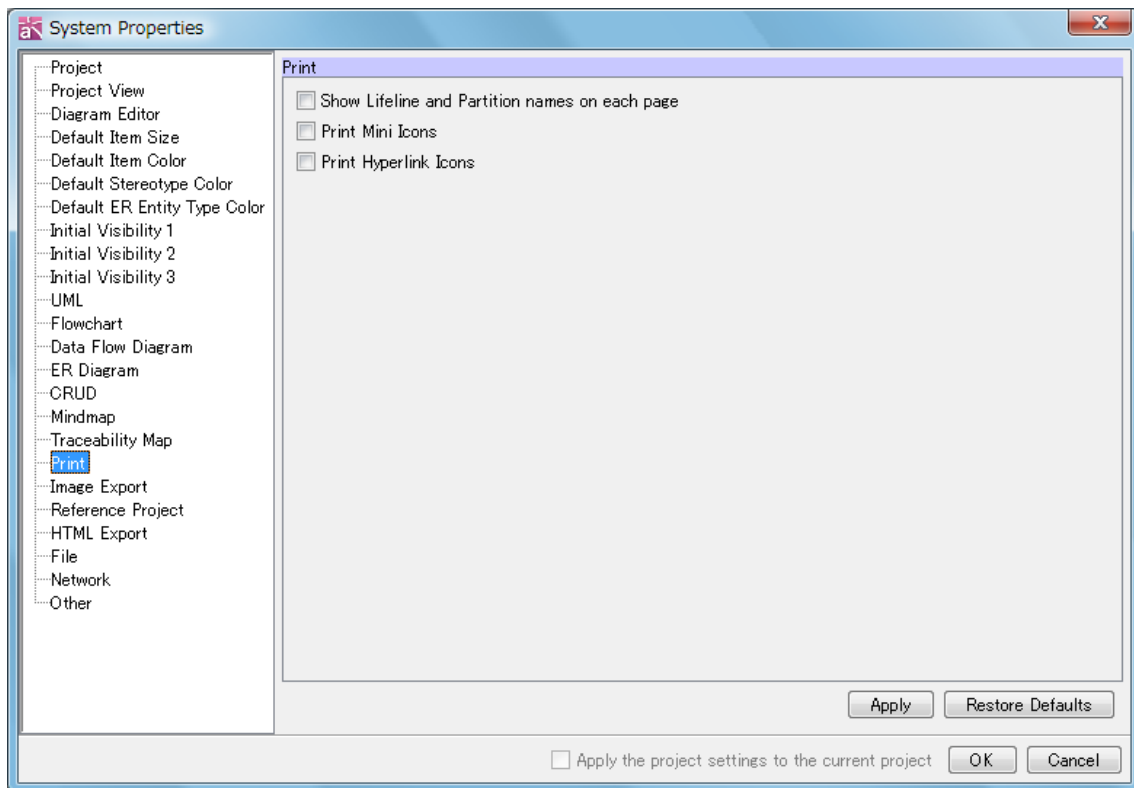 System Properties
Project
Project View
Diagram Editor
Default Item Size
Default Item Color
Default Stereotype Color
Default ER Entity Type Color
Initial Visibility 1
Initial Visibility 2
Initial Visibility 3
UML
Flowchart
Data Flow Diagram
ER Diagram
CRUD
Mindmap
Traceability Map
Print
Image Export
Reference Project
HTML Export
File
Network
Other
Print
Show Lifeline and Partition names on each page
Print Mini Icons
Print Hyperlink Icons
Apply Restore Defaults
Apply the project settings to the current project OK Cancel